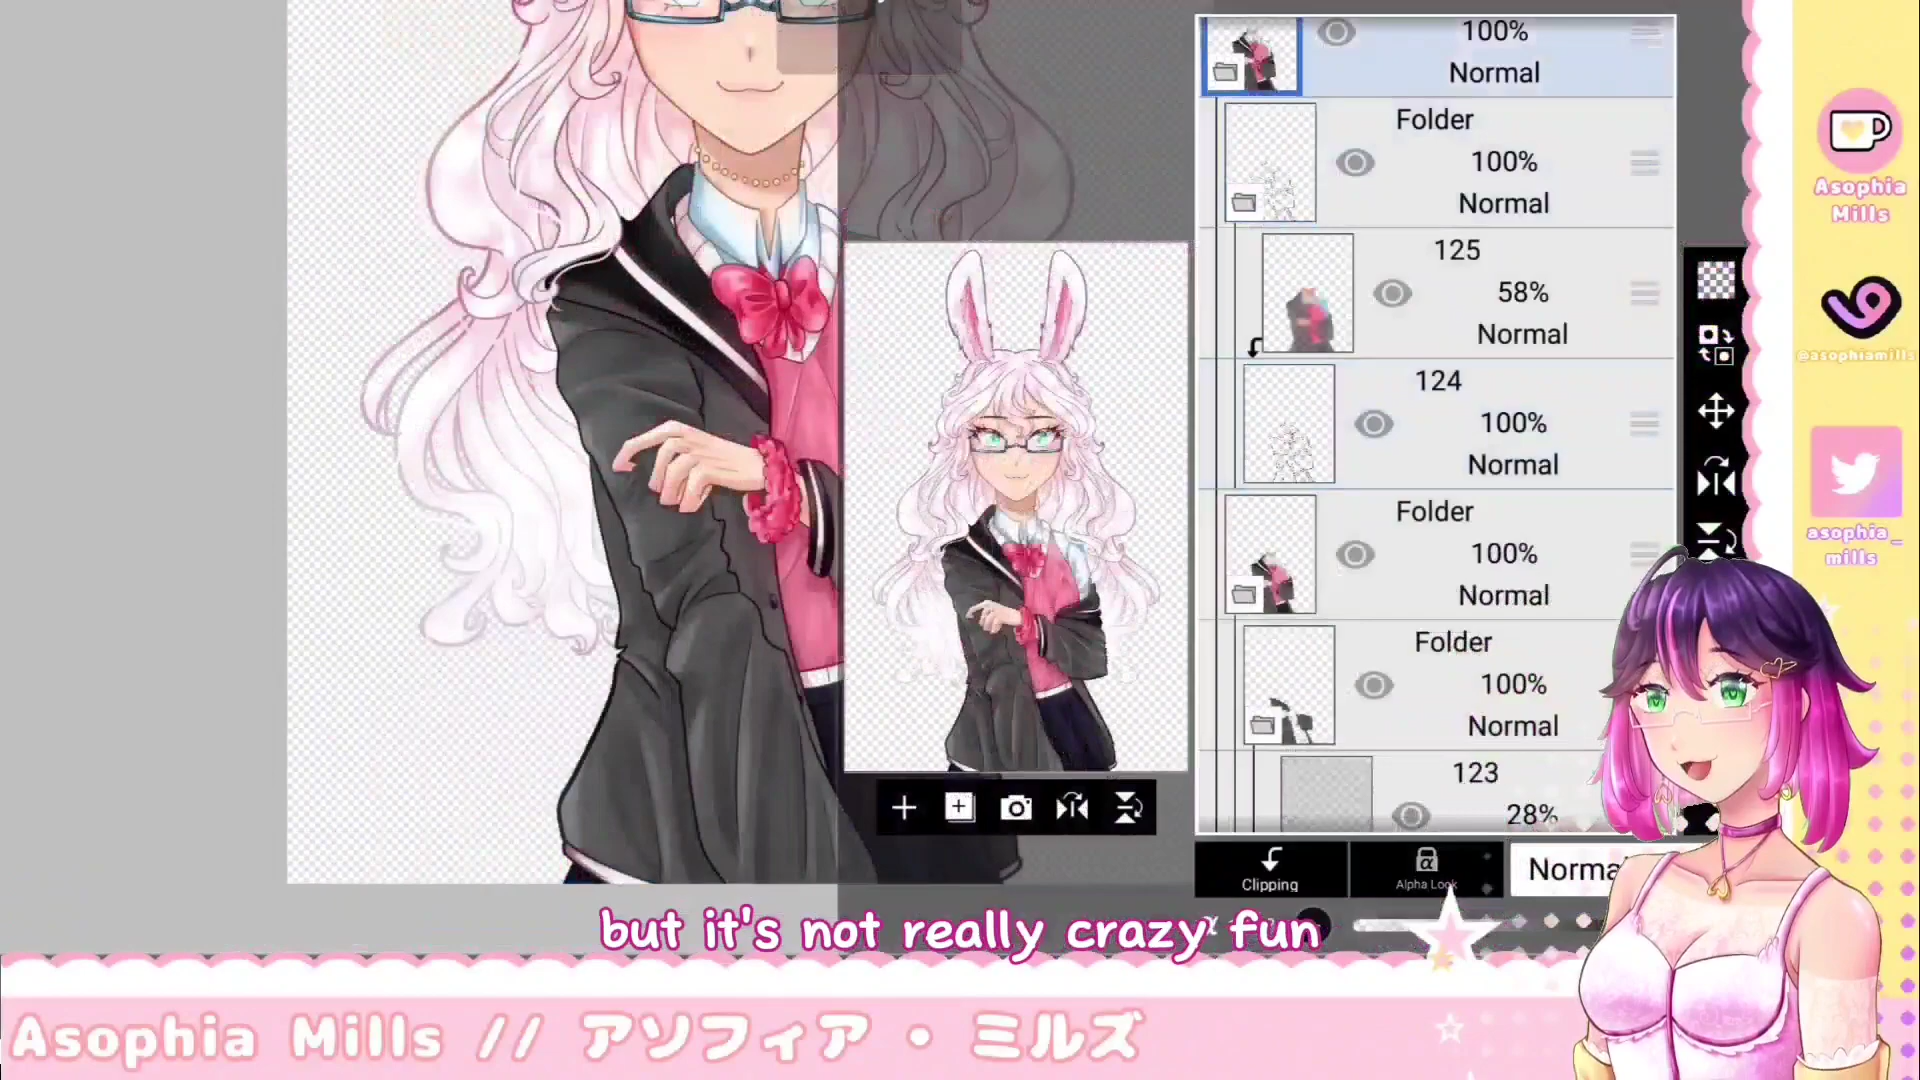 100%
Normal
Folder
100%
Normal
125
58%
Normal
124
100%
Normal
Folder
100%
Normal
Folder
100%
Normal
123
28%
Clipping
Alpha Lock
Asophia
Mills
@asophiamills
asophia_
mills
but it's not really crazy fun
Asophia Mills // アソフィア・ミルズ